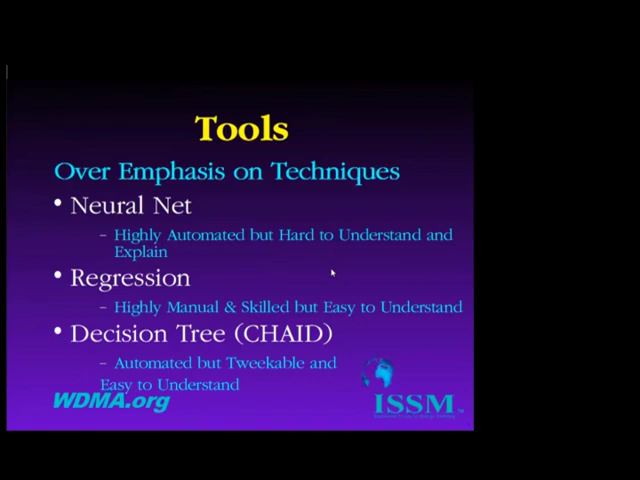 Tools
Over Emphasis on Techniques
• Neural Net
– Highly Automated but Hard to Understand and
Explain
• Regression
– Highly Manual & Skilled but Easy to Understand
• Decision Tree (CHAID)
– Automated but Tweekable and
Easy to Understand
WDMA.org
ISSM